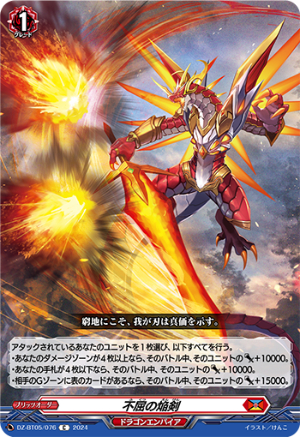 1
グレード
窮地にこそ、我が刃は真価を示す。
アタックされているあなたのユニットを1枚選び、以下すべてを行う。
・あなたのダメージゾーンが4枚以上なら、そのバトル中、そのユニットの+10000。
・あなたの手札が4枚以下なら、そのバトル中、そのユニットの+15000。
・相手のGゾーンに表のカードがあるなら、そのバトル中、そのユニットの+10000。
ブリッツオーダー
不屈の焔剣
DZ-BT05/076 C 2024
ドラゴンエンパイア
イラスト/けんこ